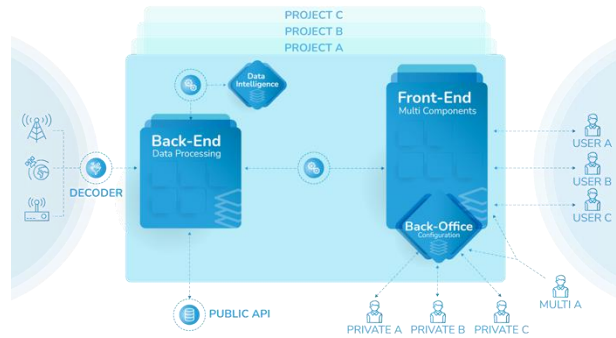 PROJECT C
PROJECT B
PROJECT A
Data
Intelligence
Back-End
Data Processing
Front-End
Multi Components
DECODER
USER A
USER B
USER C
Back-Office
Configuration
PUBLIC API
MULTI A
PRIVATE A
PRIVATE B
PRIVATE C